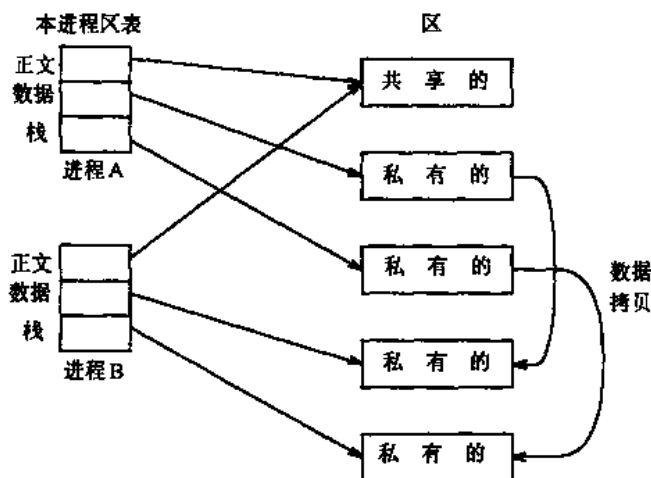 本进程区表
区
正文
数据
栈
进程A
共享的
私有的
私有的
正文
数据
栈
进程B
私有的
私有的
数据
拷贝